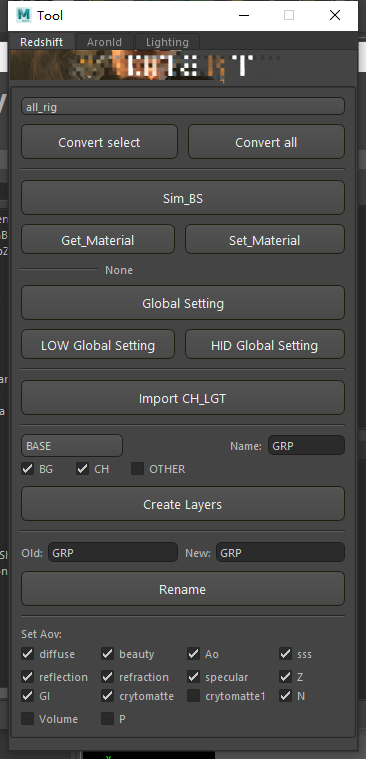 Tool
Redshift Aronld Lighting
all_rig
Convert select Convert all
Sim_BS
Get_Material Set_Material
None
Global Setting
LOW Global Setting HID Global Setting
Import CH_LGT
BASE Name: GRP
BG CH OTHER
Create Layers
Old: GRP New: GRP
Rename
Set Aov:
diffuse beauty Ao sss
reflection refraction specular Z
GI crytomatte crytomatte1 N
Volume P